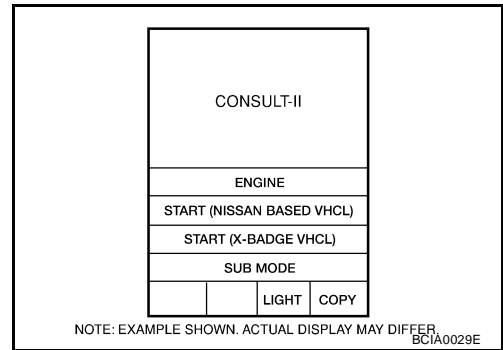 CONSULT-II
ENGINE
START (NISSAN BASED VHCL)
START (X-BADGE VHCL)
SUB MODE
LIGHT COPY
NOTE: EXAMPLE SHOWN. ACTUAL DISPLAY MAY DIFFER.
BCIA0029E